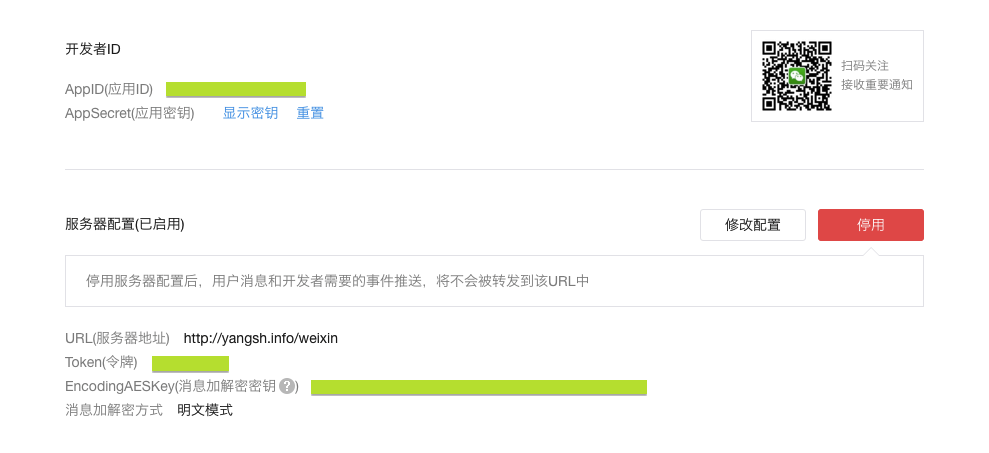 开发者ID
扫码关注
接收重要通知
AppID(应用ID)
AppSecret(应用密钥) 显示密钥 重置
服务器配置(已启用) 修改配置 停用
停用服务器配置后，用户消息和开发者需要的事件推送，将不会被转发到该URL中
URL(服务器地址) http://yangsh.info/weixin
Token(令牌)
EncodingAESKey(消息加解密密钥 ?)
消息加解密方式 明文模式